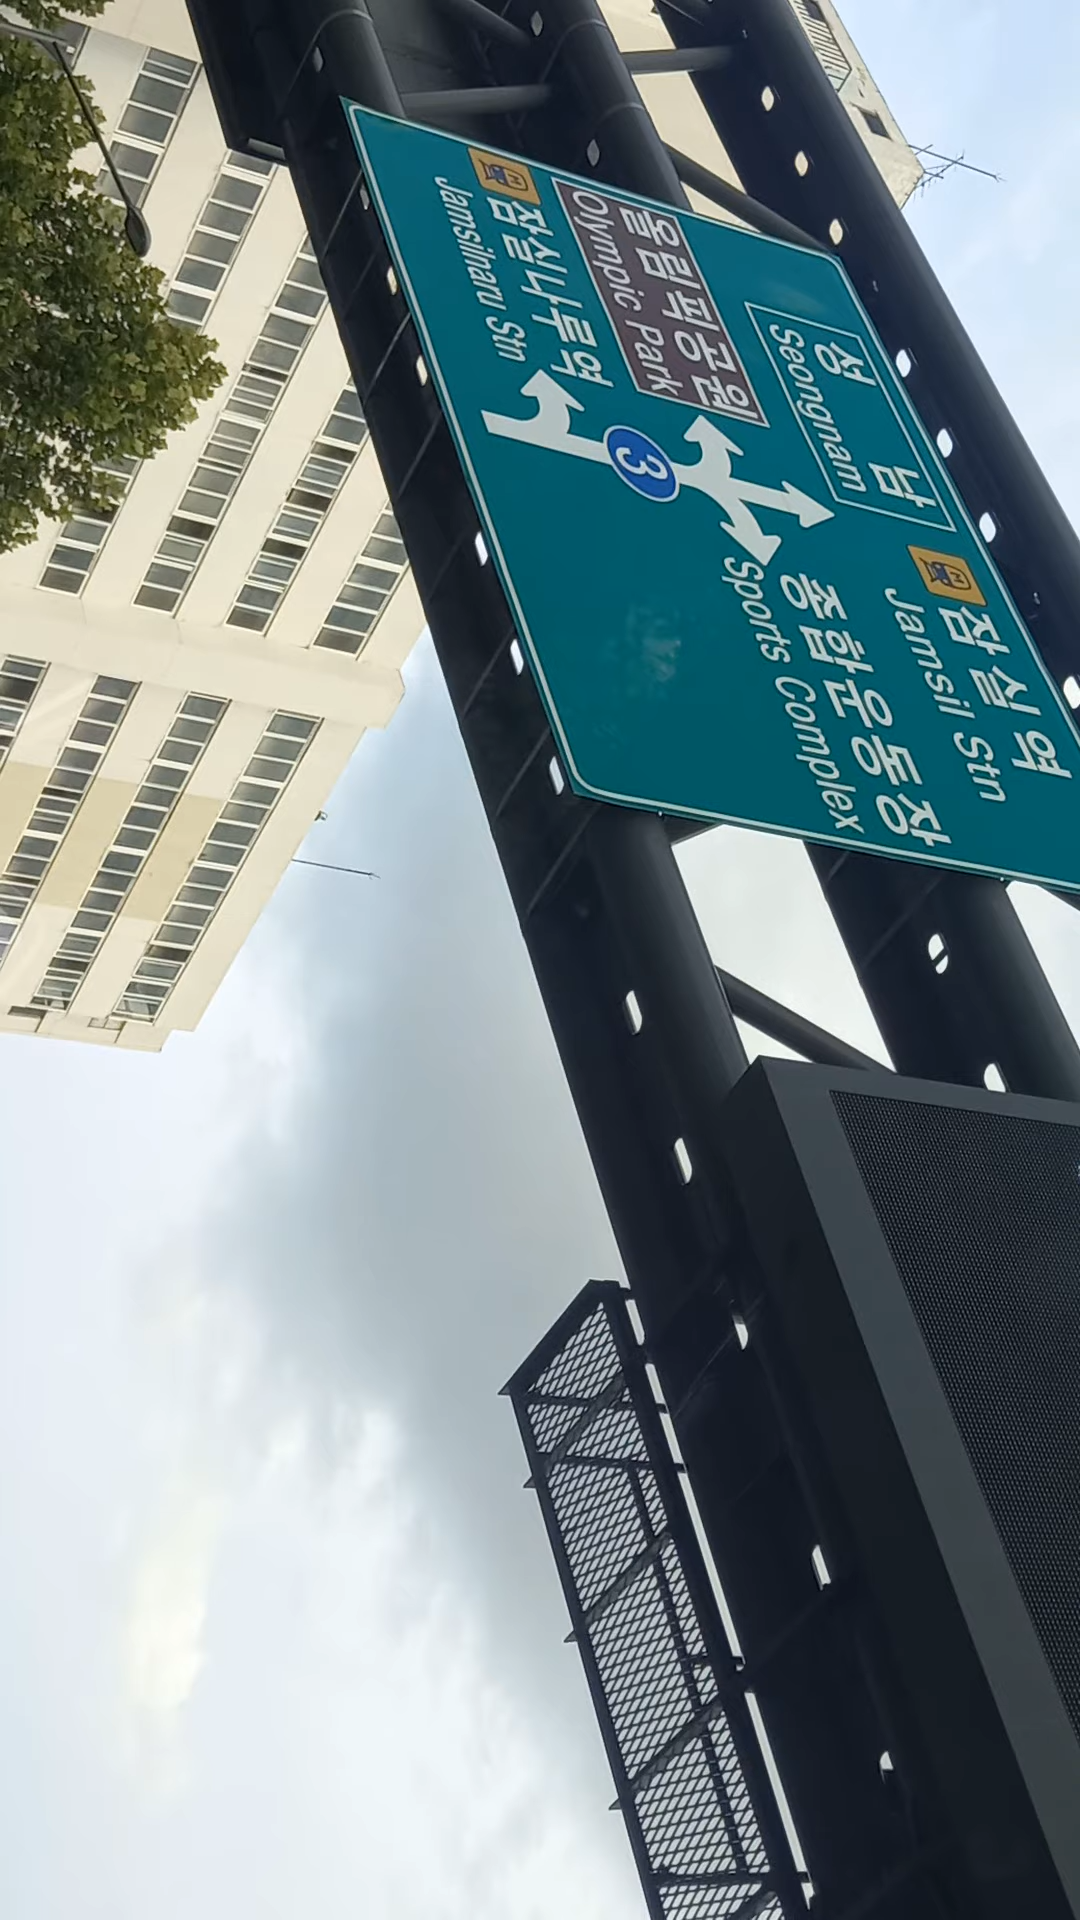 성 남
Seongnam
잠실역
Jamsil Stn
올림픽공원
Olympic Park
종합운동장
Sports Complex
3
잠실나루역
Jamsilnaru Stn